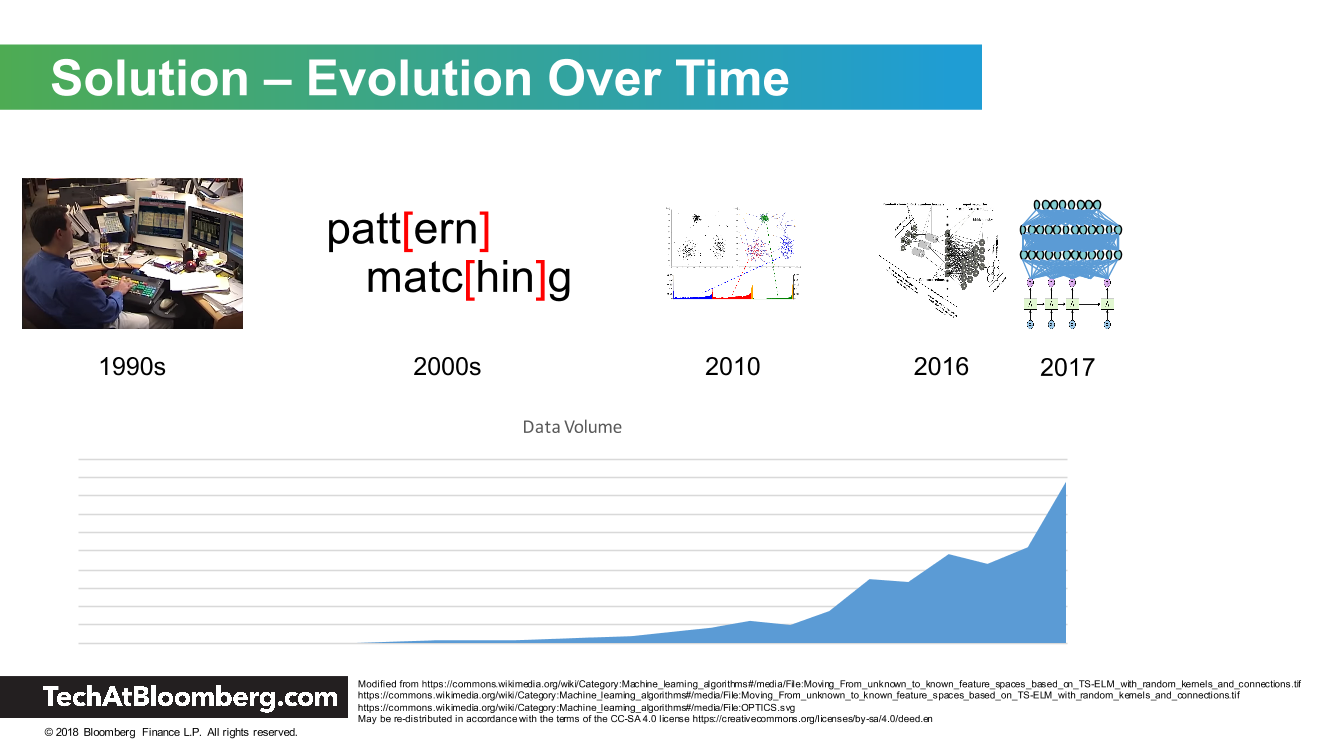 Solution – Evolution Over Time
patt[ern]
matc[hin]g
1990s
2000s
2010
2016
2017
Data Volume
TechAtBloomberg.com
Modified from https://commons.wikimedia.org/wiki/Category:Machine_learning_algorithms#/media/File:Moving_From_unknown_to_known_feature_spaces_based_on_TS-ELM_with_random_kernels_and_connections.tif
https://commons.wikimedia.org/wiki/Category:Machine_learning_algorithms#/media/File:Moving_From_unknown_to_known_feature_spaces_based_on_TS-ELM_with_random_kernels_and_connections.tif
https://commons.wikimedia.org/wiki/Category:Machine_learning_algorithms#/media/File:OPTICS.svg
May be re-distributed in accordance with the terms of the CC-SA 4.0 license https://creativecommons.org/licenses/by-sa/4.0/deed.en
© 2018 Bloomberg Finance L.P. All rights reserved.